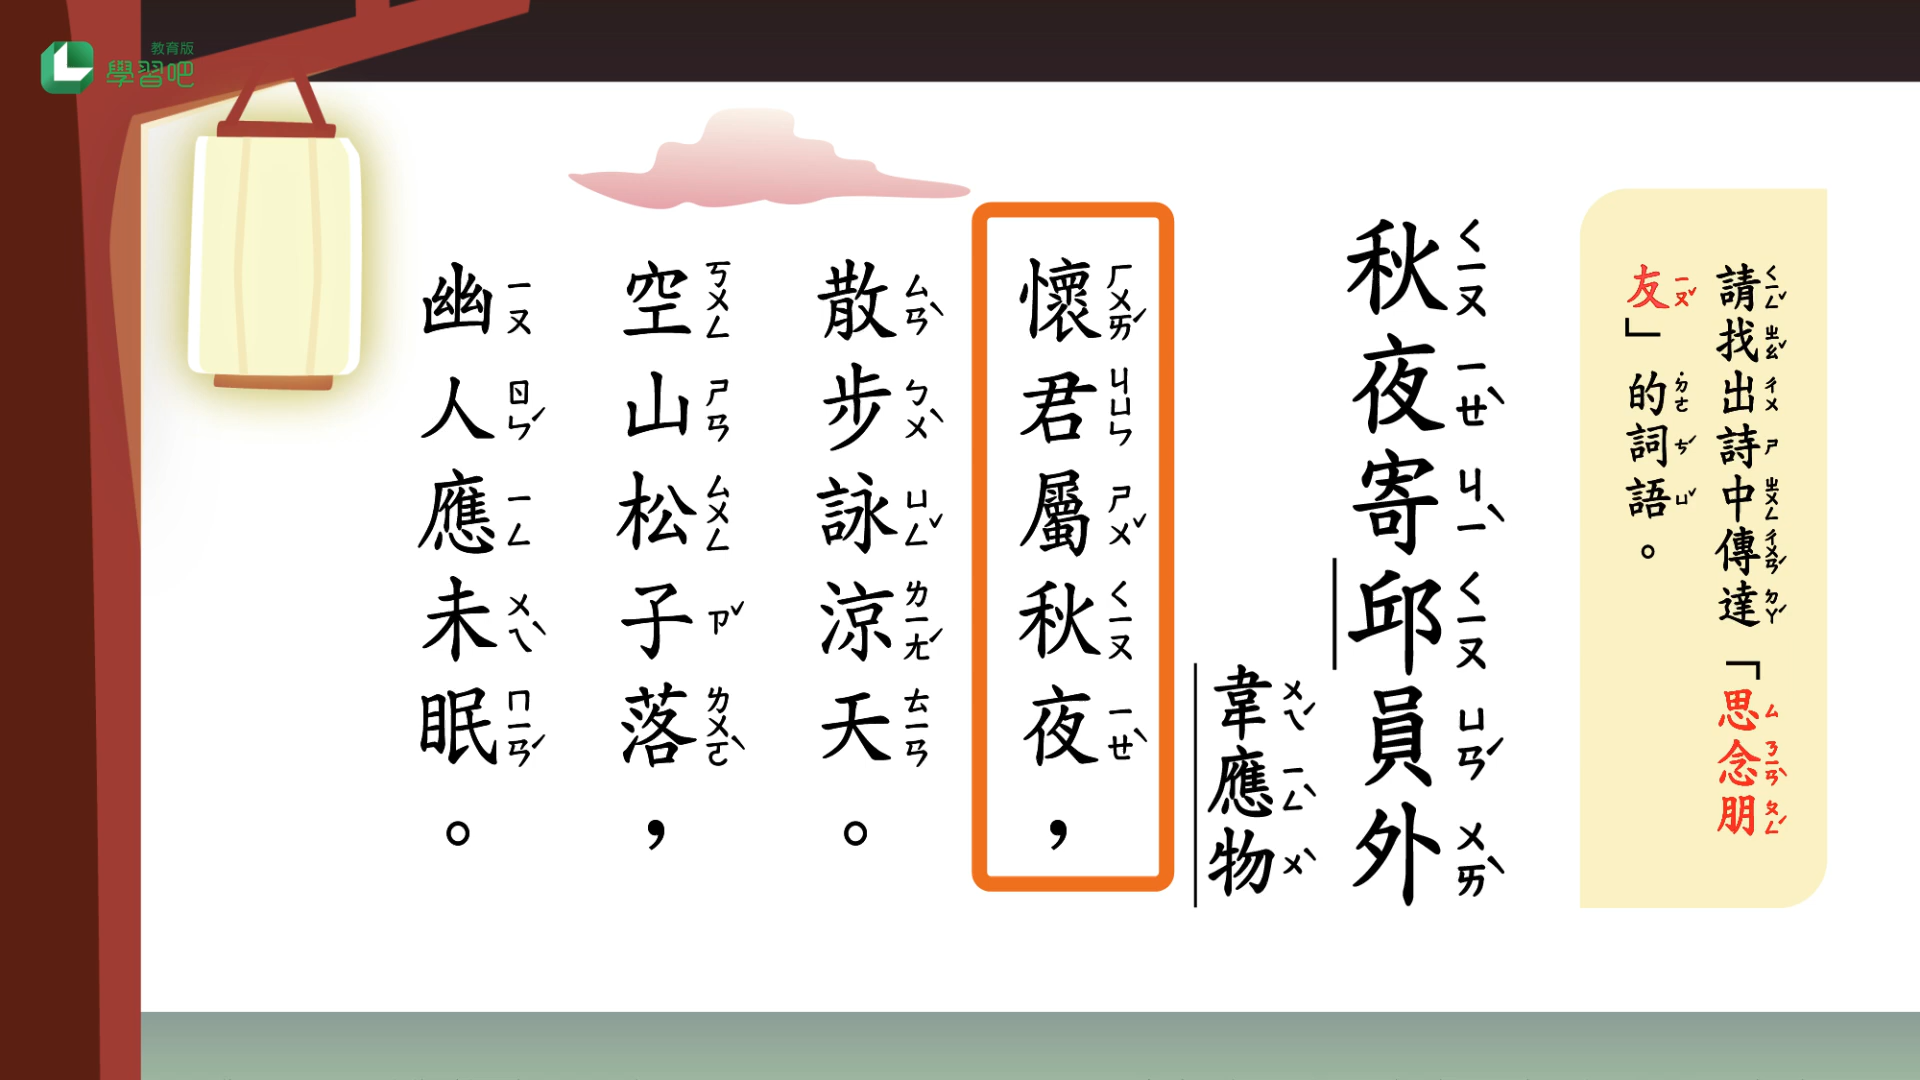 教育版
學習吧
請找出詩中傳達「思念朋
友」的詞語。
秋夜寄邱員外
韋應物
懷君屬秋夜，
散步詠涼天。
空山松子落，
幽人應未眠。